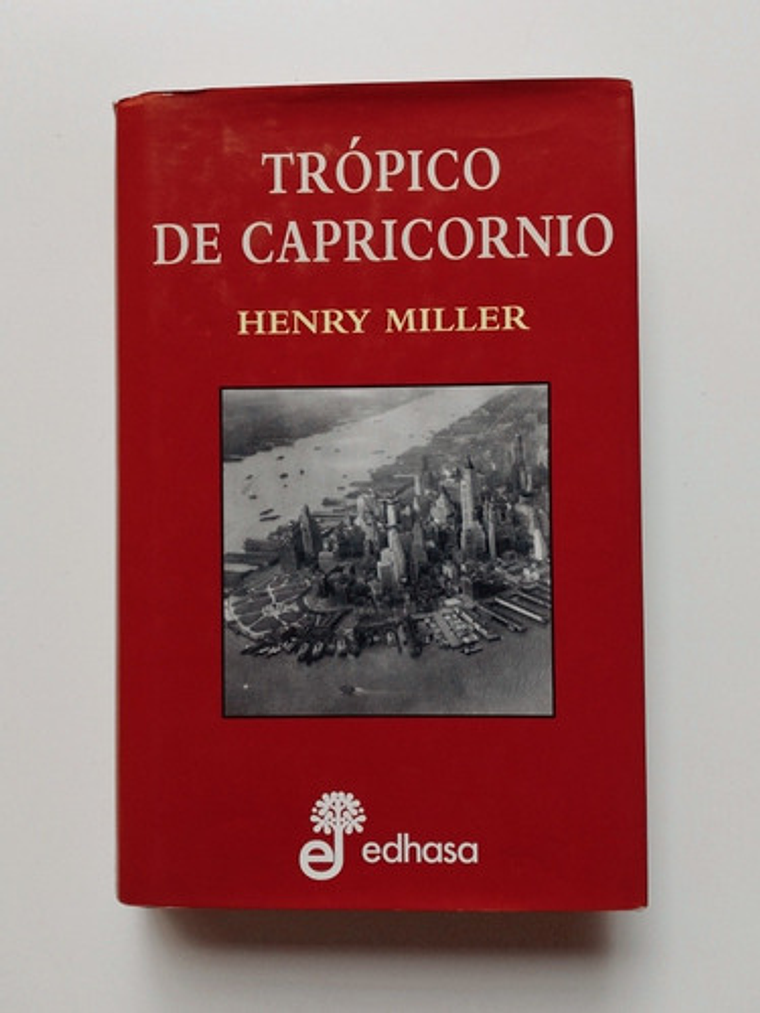 TRÓPICO
DE CAPRICORNIO
HENRY MILLER
edhasa